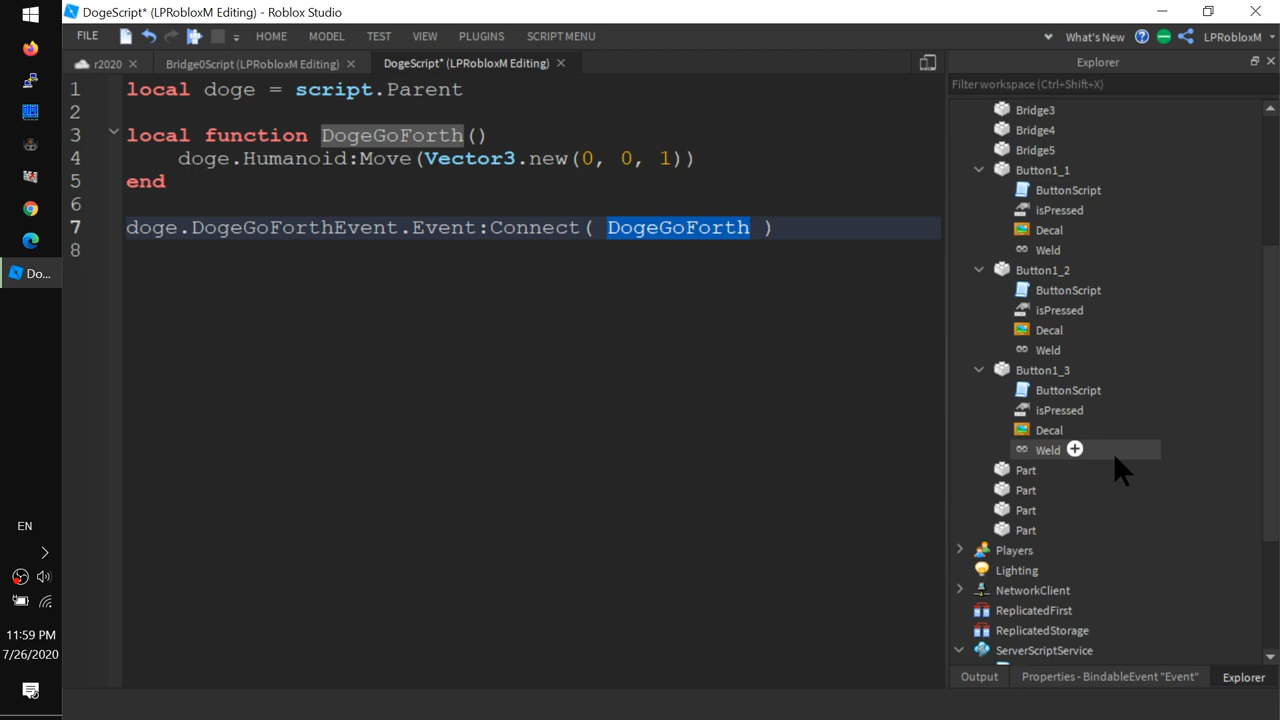 DogeScript* (LPRobloxM Editing) - Roblox Studio
FILE HOME MODEL TEST VIEW PLUGINS SCRIPT MENU What's New LPRobloxM
r2020 Bridge0Script (LPRobloxM Editing) DogeScript* (LPRobloxM Editing) Explorer
Filter workspace (Ctrl+Shift+X)
1 local doge = script.Parent
2
3 local function DogeGoForth()
4 doge.Humanoid:Move(Vector3.new(0, 0, 1))
5 end
6
7 doge.DogeGoForthEvent.Event:Connect( DogeGoForth )
8
Bridge3
Bridge4
Bridge5
Button1_1
ButtonScript
isPressed
Decal
Weld
Button1_2
ButtonScript
isPressed
Decal
Weld
Button1_3
ButtonScript
isPressed
Decal
Weld
Part
Part
Part
Part
Players
Lighting
NetworkClient
ReplicatedFirst
ReplicatedStorage
ServerScriptService
Output Properties - BindableEvent "Event" Explorer
Do...
EN
11:59 PM
7/26/2020